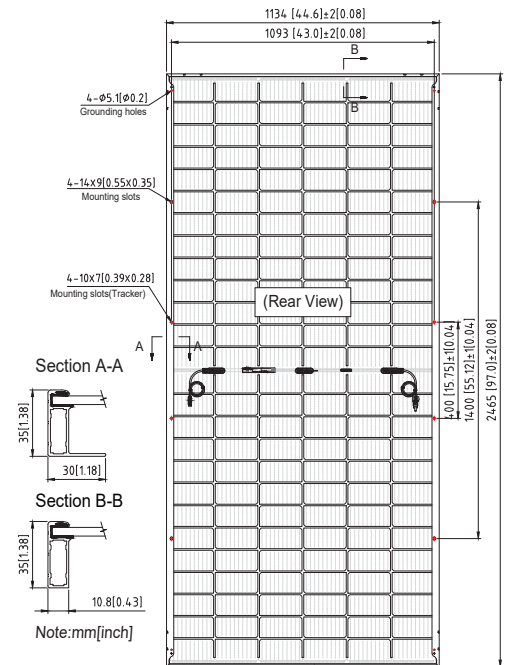 1134 [44.6]±2[0.08]
1093 [43.0]±2[0.08]
B
B
4-Ø5.1[Ø0.2]
Grounding holes
4-14x9[0.55x0.35]
Mounting slots
4-10x7[0.39x0.28]
Mounting slots(Tracker)
(Rear View)
A
A
400 [15.75]±1[0.04
1400 [55.12]±1[0.04]
2465 [97.0]±2[0.08]
Section A-A
35[1.38]
30[1.18]
Section B-B
35[1.38]
10.8[0.43]
Note:mm[inch]